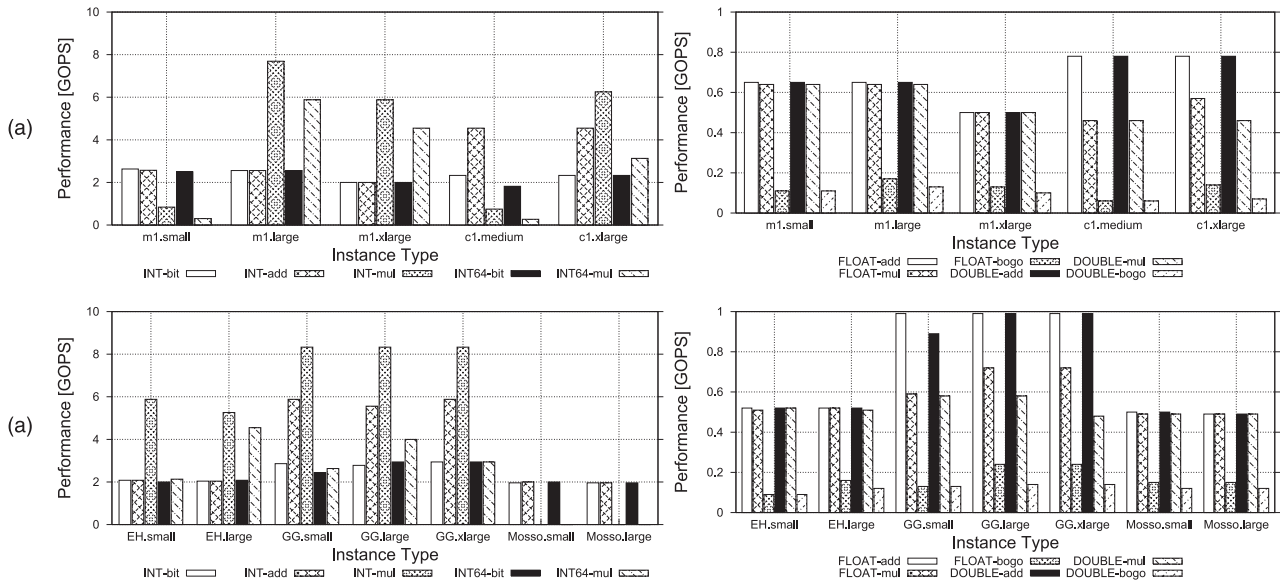 (a)
Performance [GOPS]
10
8
6
4
2
0
m1.small m1.large m1.xlarge c1.medium c1.xlarge
Instance Type
INT-bit INT-add INT-mul INT64-bit INT64-mul
Performance [GOPS]
1
0.8
0.6
0.4
0.2
0
m1.small m1.large m1.xlarge c1.medium c1.xlarge
Instance Type
FLOAT-add FLOAT-bogo DOUBLE-mul
FLOAT-mul DOUBLE-add DOUBLE-bogo
(a)
Performance [GOPS]
10
8
6
4
2
0
EH.small EH.large GG.small GG.large GG.xlarge Mosso.small Mosso.large
Instance Type
INT-bit INT-add INT-mul INT64-bit INT64-mul
Performance [GOPS]
1
0.8
0.6
0.4
0.2
0
EH.small EH.large GG.small GG.large GG.xlarge Mosso.small Mosso.large
Instance Type
FLOAT-add FLOAT-bogo DOUBLE-mul
FLOAT-mul DOUBLE-add DOUBLE-bogo